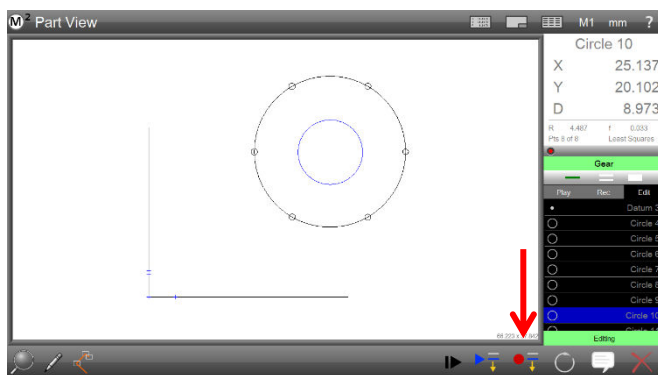 M² Part View
M1 mm ?
Circle 10
X 25.137
Y 20.102
D 8.973
R 4.487 f 0.033
Pts 8 of 8 Least Squares
Gear
Play Rec Edit
Datum 3
Circle 4
Circle 5
Circle 6
Circle 7
Circle 8
Circle 9
Circle 10
Editing